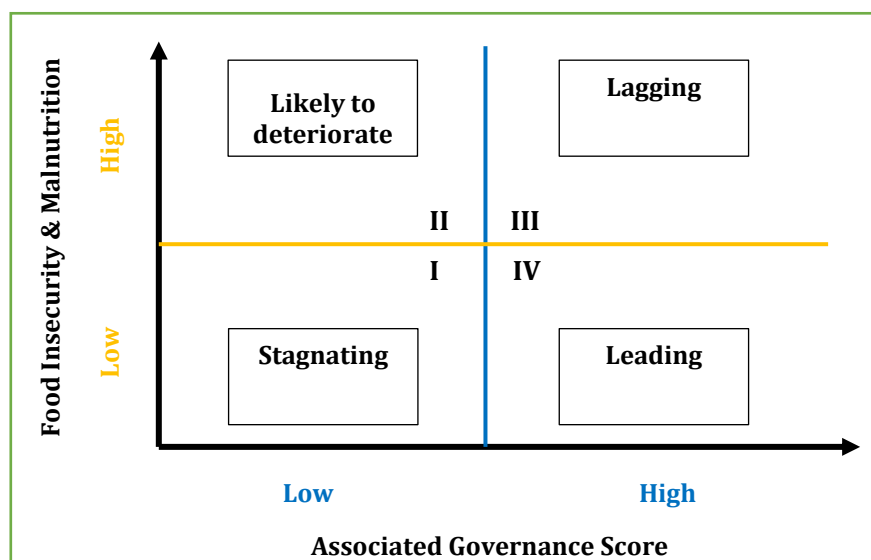 Food Insecurity & Malnutrition
High
Low
Likely to
deteriorate
Lagging
II
III
I
IV
Stagnating
Leading
Low
High
Associated Governance Score